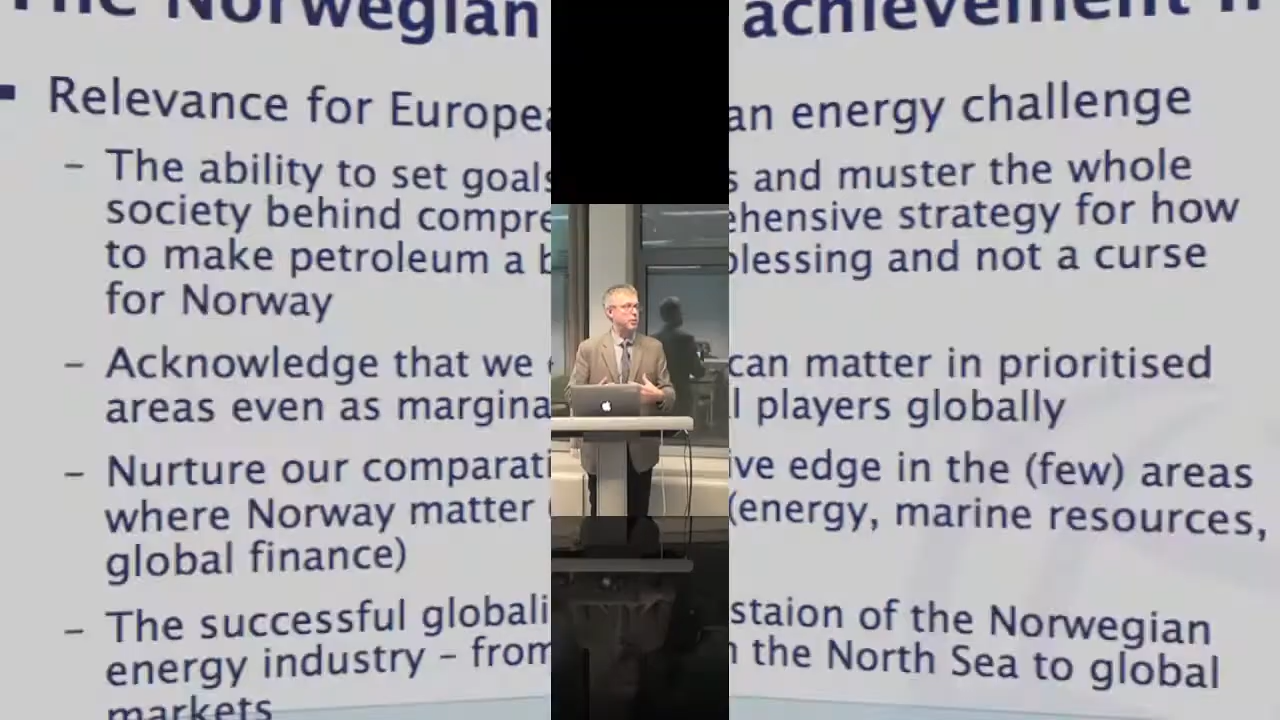 The Norwegian achievement
Relevance for Europea an energy challenge
– The ability to set goals s and muster the whole
society behind compre ehensive strategy for how
to make petroleum a b blessing and not a curse
for Norway
– Acknowledge that we can matter in prioritised
areas even as margina l players globally
– Nurture our comparati ive edge in the (few) areas
where Norway matter (energy, marine resources,
global finance)
– The successful globali staion of the Norwegian
energy industry – from n the North Sea to global
markets